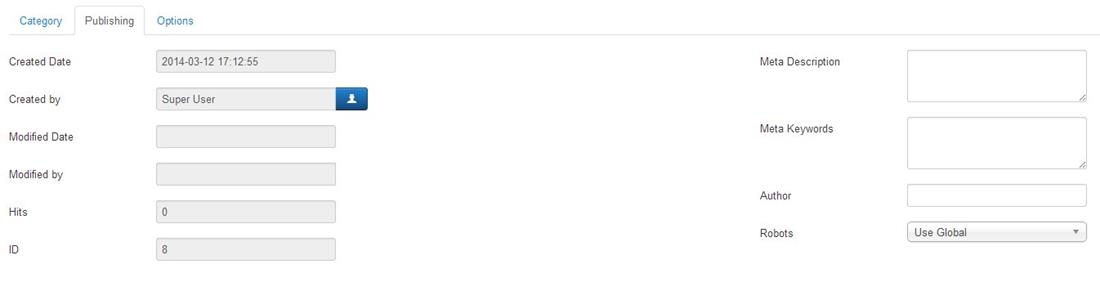 Category Publishing Options
Created Date 2014-03-12 17:12:55
Created by Super User
Modified Date
Modified by
Hits 0
ID 8
Meta Description
Meta Keywords
Author
Robots Use Global